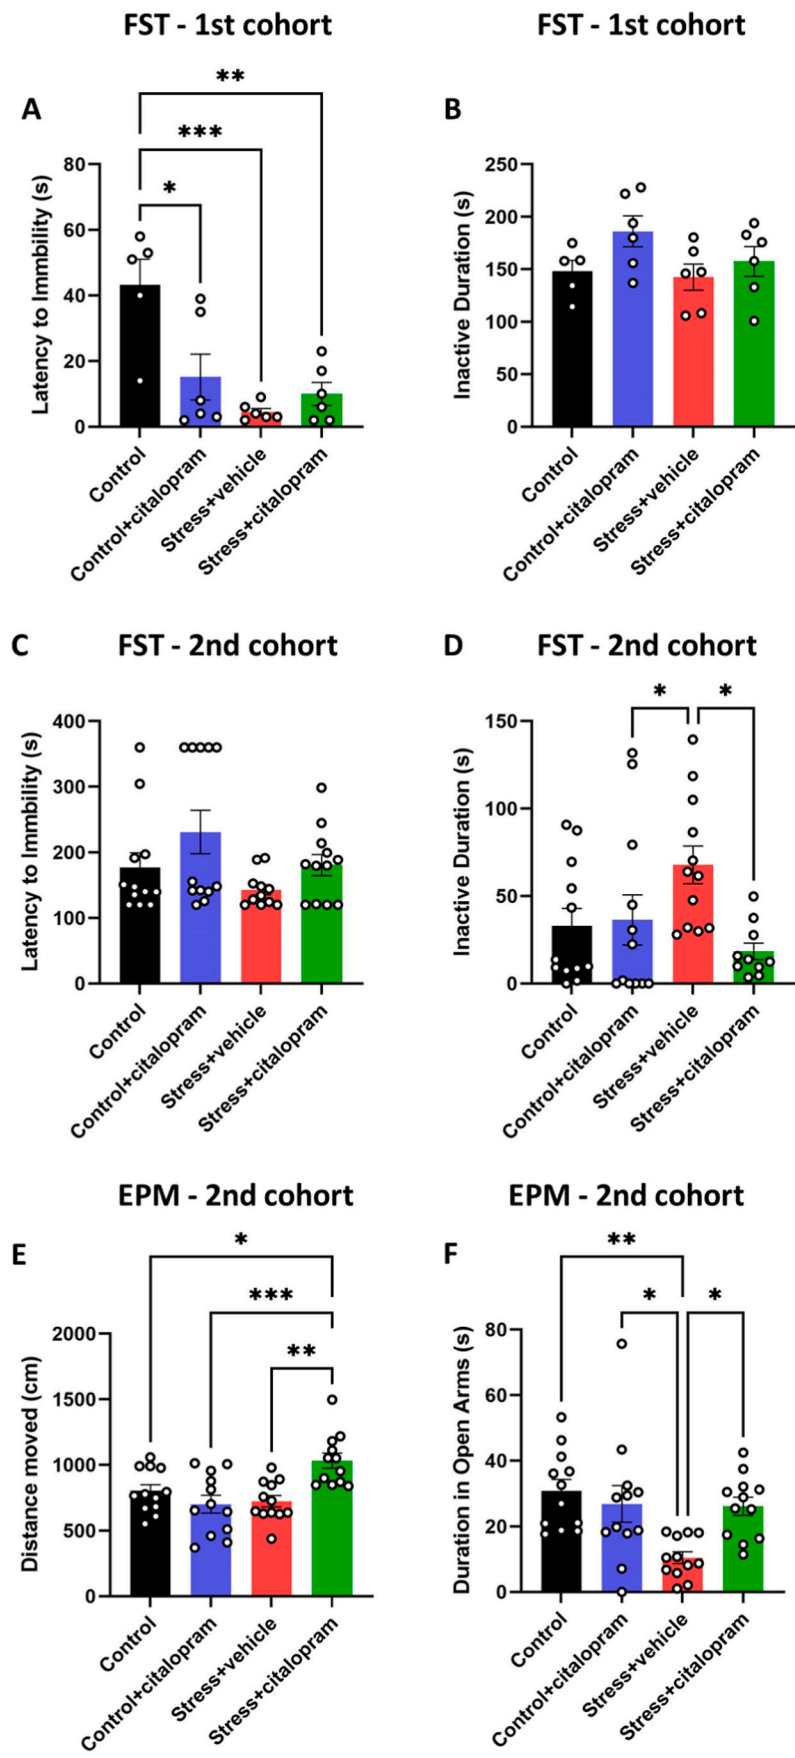 FST - 1st cohort
FST - 1st cohort
A
B
**
***
*
Latency to Immbility (s)
80
60
40
20
0
Control
Control+citalopram
Stress+vehicle
Stress+citalopram
Inactive Duration (s)
250
200
150
100
50
0
Control
Control+citalopram
Stress+vehicle
Stress+citalopram
C
FST - 2nd cohort
D
FST - 2nd cohort
Latency to Immbility (s)
400
300
200
100
0
Control
Control+citalopram
Stress+vehicle
Stress+citalopram
*
*
Inactive Duration (s)
150
100
50
0
Control
Control+citalopram
Stress+vehicle
Stress+citalopram
EPM - 2nd cohort
EPM - 2nd cohort
E
F
*
***
**
Distance moved (cm)
2000
1500
1000
500
0
Control
Control+citalopram
Stress+vehicle
Stress+citalopram
**
*
*
Duration in Open Arms (s)
80
60
40
20
0
Control
Control+citalopram
Stress+vehicle
Stress+citalopram